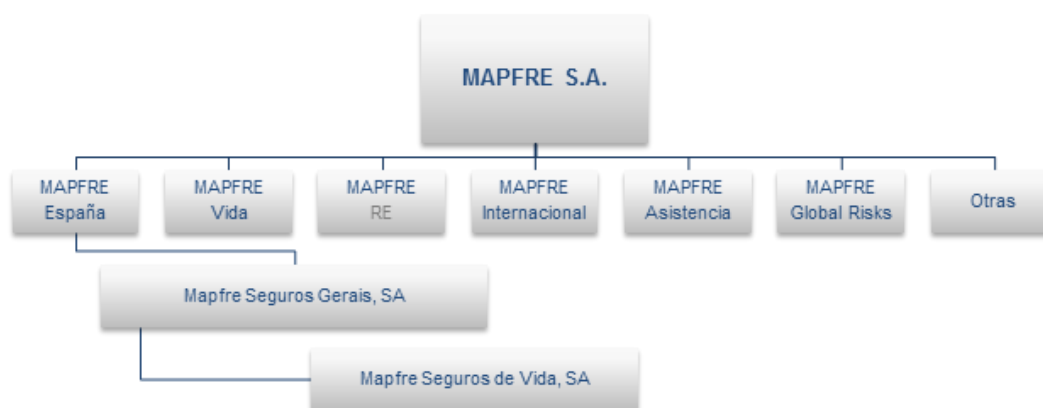 MAPFRE S.A.
MAPFRE
España
MAPFRE
Vida
MAPFRE
RE
MAPFRE
Internacional
MAPFRE
Asistencia
MAPFRE
Global Risks
Otras
Mapfre Seguros Gerais, SA
Mapfre Seguros de Vida, SA